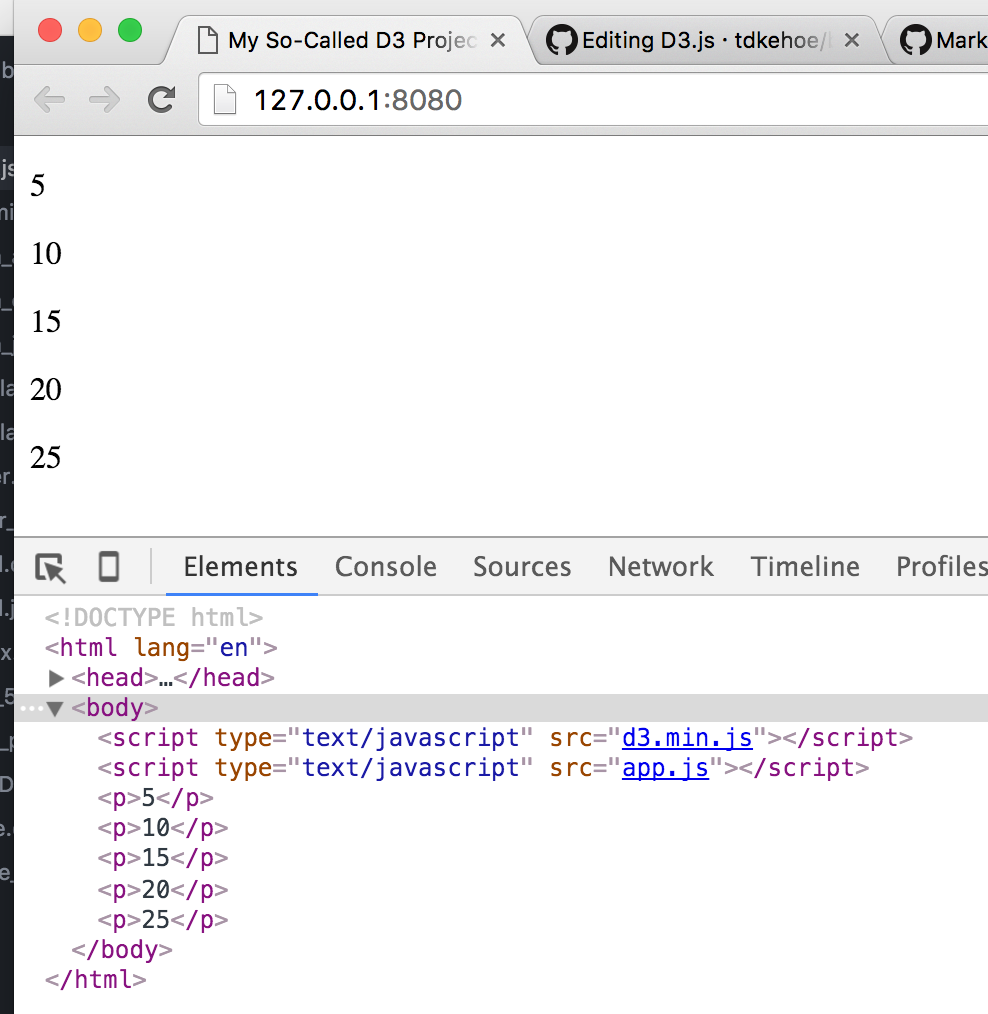 My So-Called D3 Projec
Editing D3.js · tdkehoe/
Mark
127.0.0.1:8080
5
10
15
20
25
Elements Console Sources Network Timeline Profiles
<!DOCTYPE html>
<html lang="en">
<head>…</head>
<body>
<script type="text/javascript" src="d3.min.js"></script>
<script type="text/javascript" src="app.js"></script>
<p>5</p>
<p>10</p>
<p>15</p>
<p>20</p>
<p>25</p>
</body>
</html>